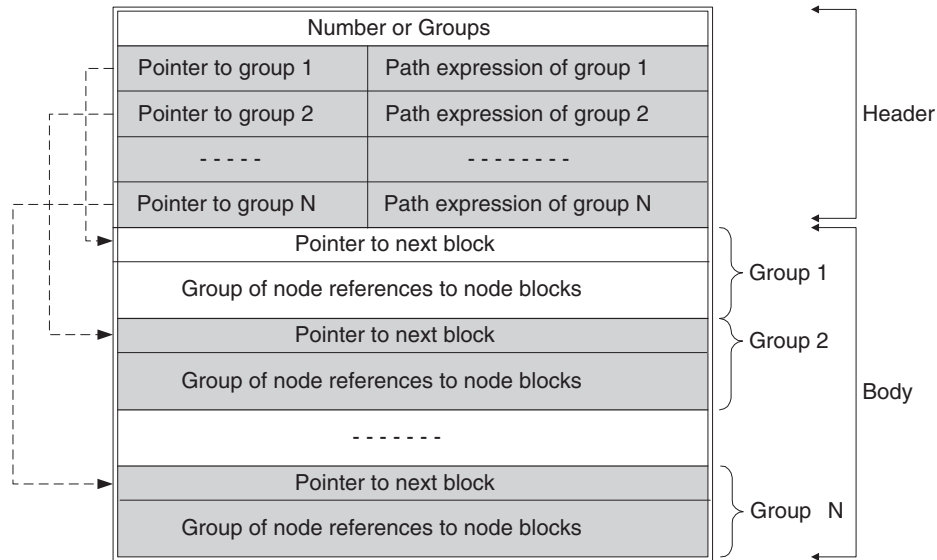 Number or Groups
Pointer to group 1 Path expression of group 1
Pointer to group 2 Path expression of group 2
- - - - - - - - - - - - -
Pointer to group N Path expression of group N
Header
Pointer to next block
Group of node references to node blocks
Group 1
Pointer to next block
Group of node references to node blocks
Group 2
- - - - - - -
Body
Pointer to next block
Group of node references to node blocks
Group N